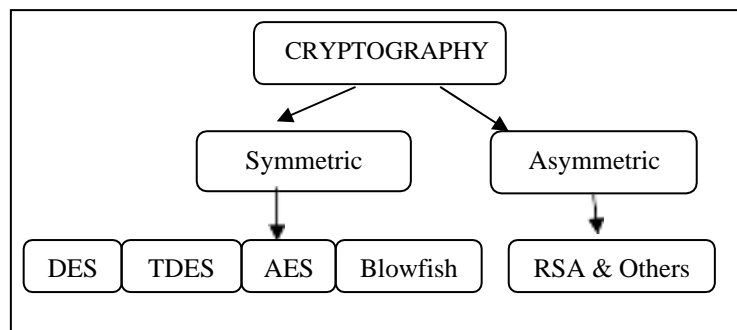 CRYPTOGRAPHY
Symmetric Asymmetric
DES TDES AES Blowfish RSA & Others